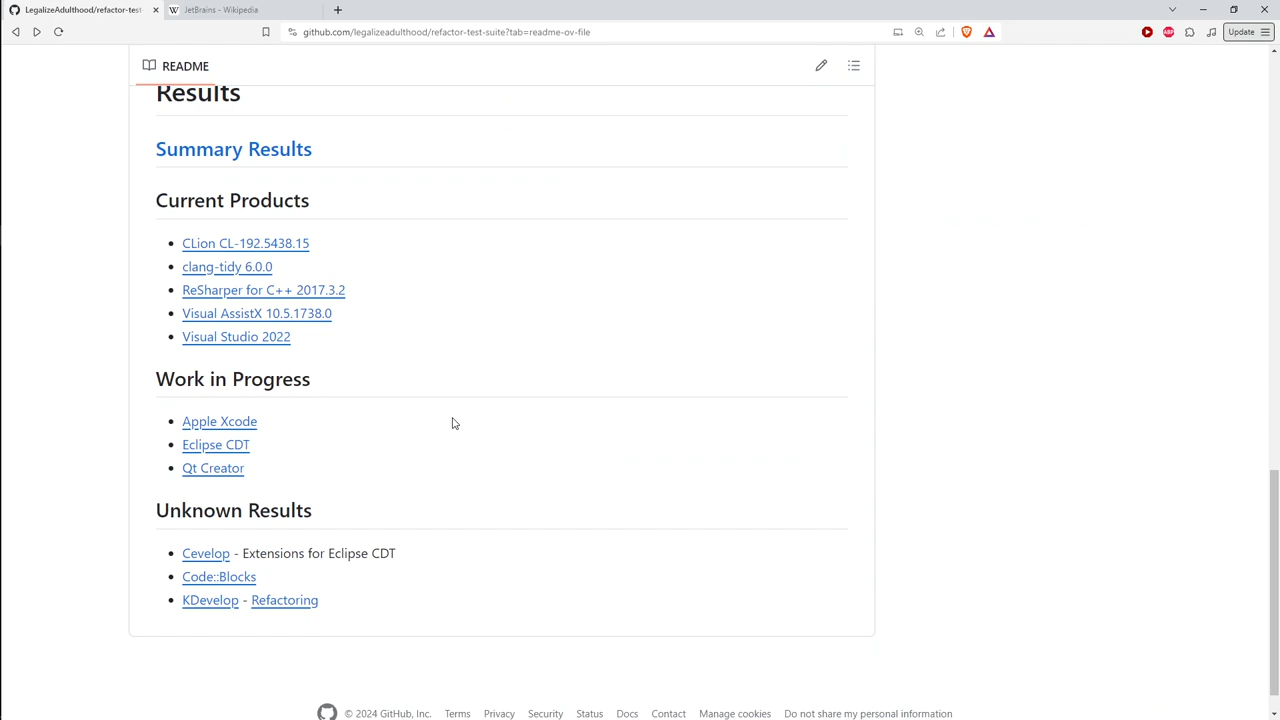 LegalizeAdulthood/refactor-test
JetBrains - Wikipedia
github.com/legalizeadulthood/refactor-test-suite?tab=readme-ov-file
Update
README
Results
Summary Results
Current Products
CLion CL-192.5438.15
clang-tidy 6.0.0
ReSharper for C++ 2017.3.2
Visual AssistX 10.5.1738.0
Visual Studio 2022
Work in Progress
Apple Xcode
Eclipse CDT
Qt Creator
Unknown Results
Cevelop - Extensions for Eclipse CDT
Code::Blocks
KDevelop - Refactoring
© 2024 GitHub, Inc. Terms Privacy Security Status Docs Contact Manage cookies Do not share my personal information